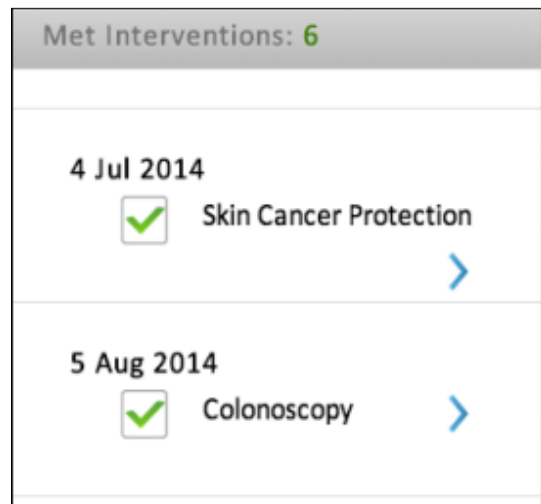 Met Interventions: 6
4 Jul 2014
Skin Cancer Protection
5 Aug 2014
Colonoscopy